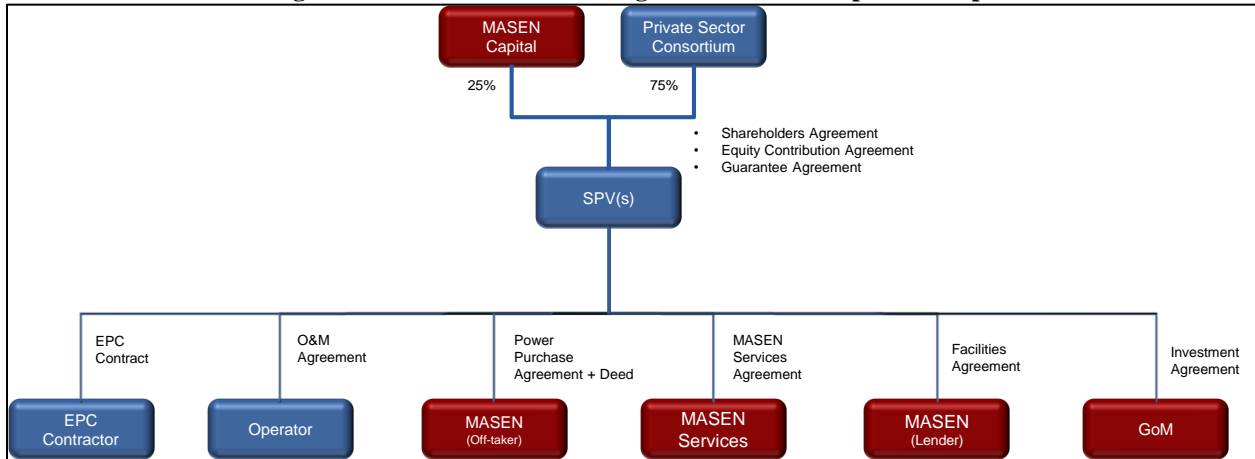 MASEN
Capital
Private Sector
Consortium
25%
75%
• Shareholders Agreement
• Equity Contribution Agreement
• Guarantee Agreement
SPV(s)
EPC
Contract
O&M
Agreement
Power
Purchase
Agreement + Deed
MASEN
Services
Agreement
Facilities
Agreement
Investment
Agreement
EPC
Contractor
Operator
MASEN
(Off-taker)
MASEN
Services
MASEN
(Lender)
GoM